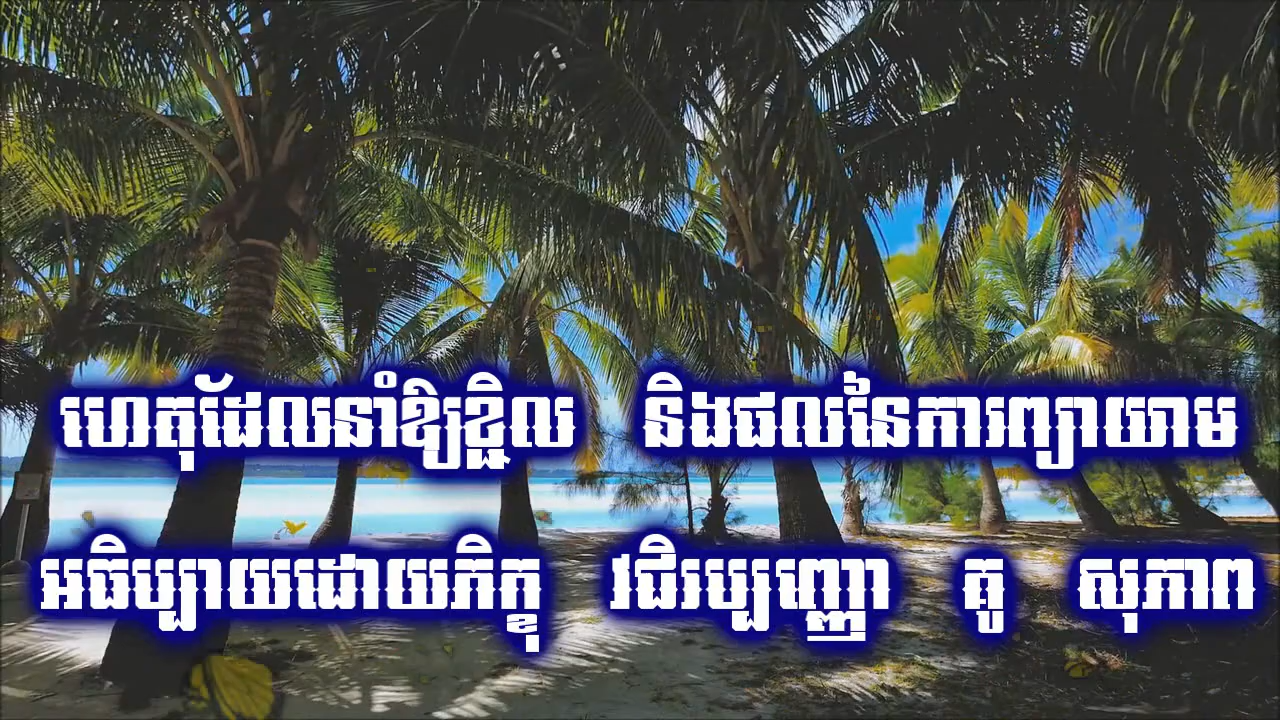 ហេតុដែលនាំឱ្យខ្ជិល និងផលនៃការព្យាយាម
អធិប្បាយដោយភិក្ខុ វជិរប្បញ្ញោ គូ សុភាព